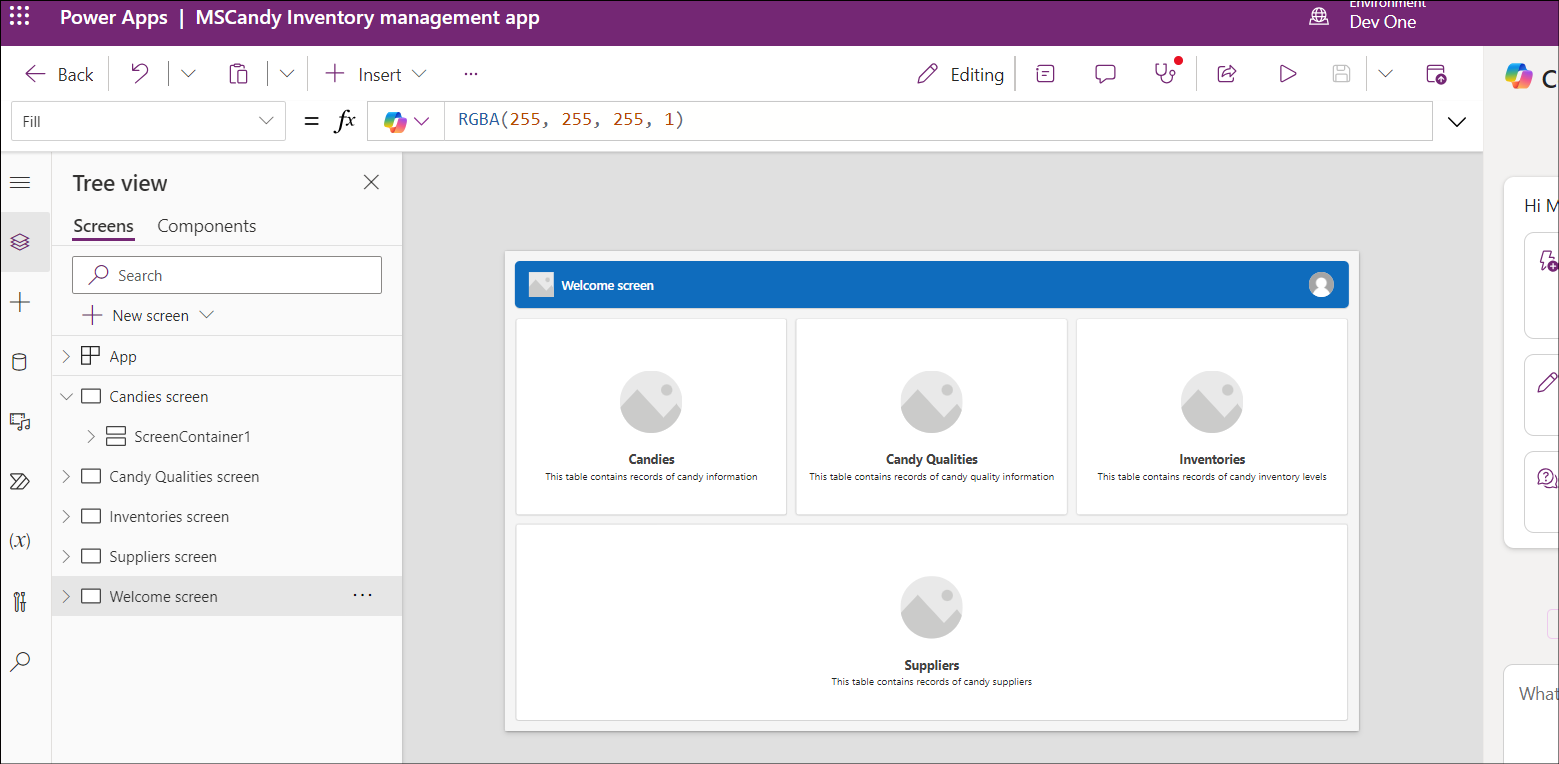 Power Apps | MSCandy Inventory management app
Environment
Dev One
Back
Insert
...
Editing
Fill
= fx
RGBA(255, 255, 255, 1)
Tree view
Screens Components
Search
New screen
App
Candies screen
ScreenContainer1
Candy Qualities screen
Inventories screen
Suppliers screen
Welcome screen
...
(x)
Welcome screen
Candies
This table contains records of candy information
Candy Qualities
This table contains records of candy quality information
Inventories
This table contains records of candy inventory levels
Suppliers
This table contains records of candy suppliers
C
Hi M
What